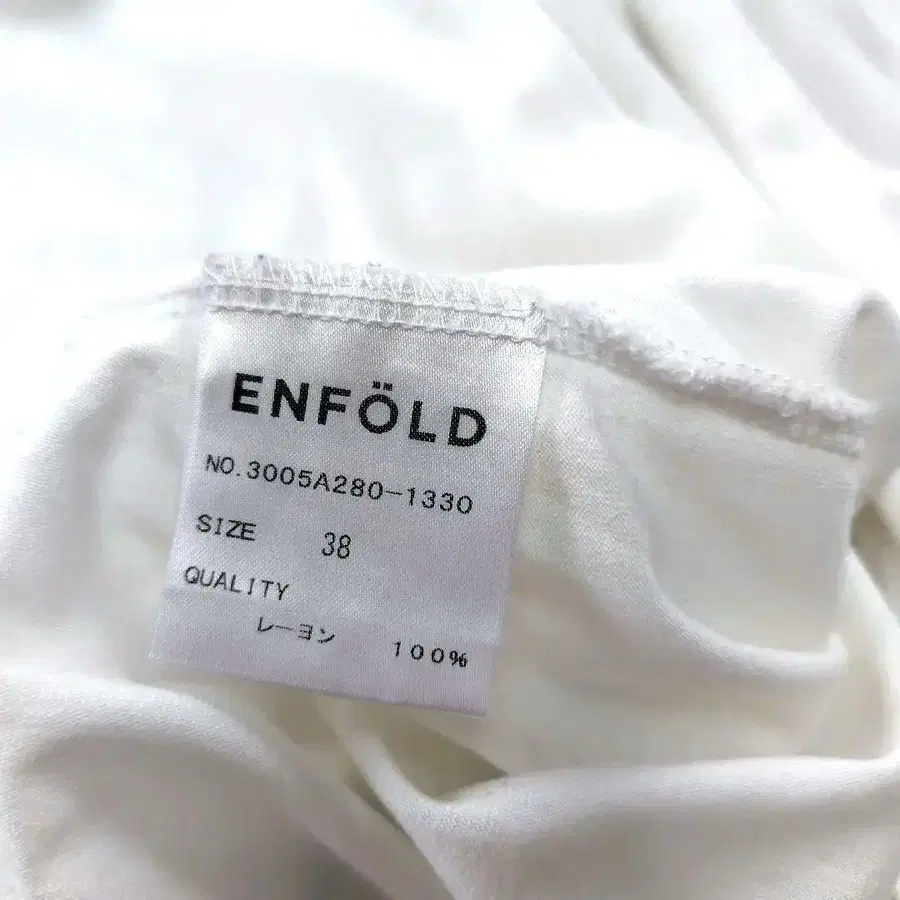 ENFÖLD
NO.3005A280-1330
SIZE 38
QUALITY
レーヨン 100%